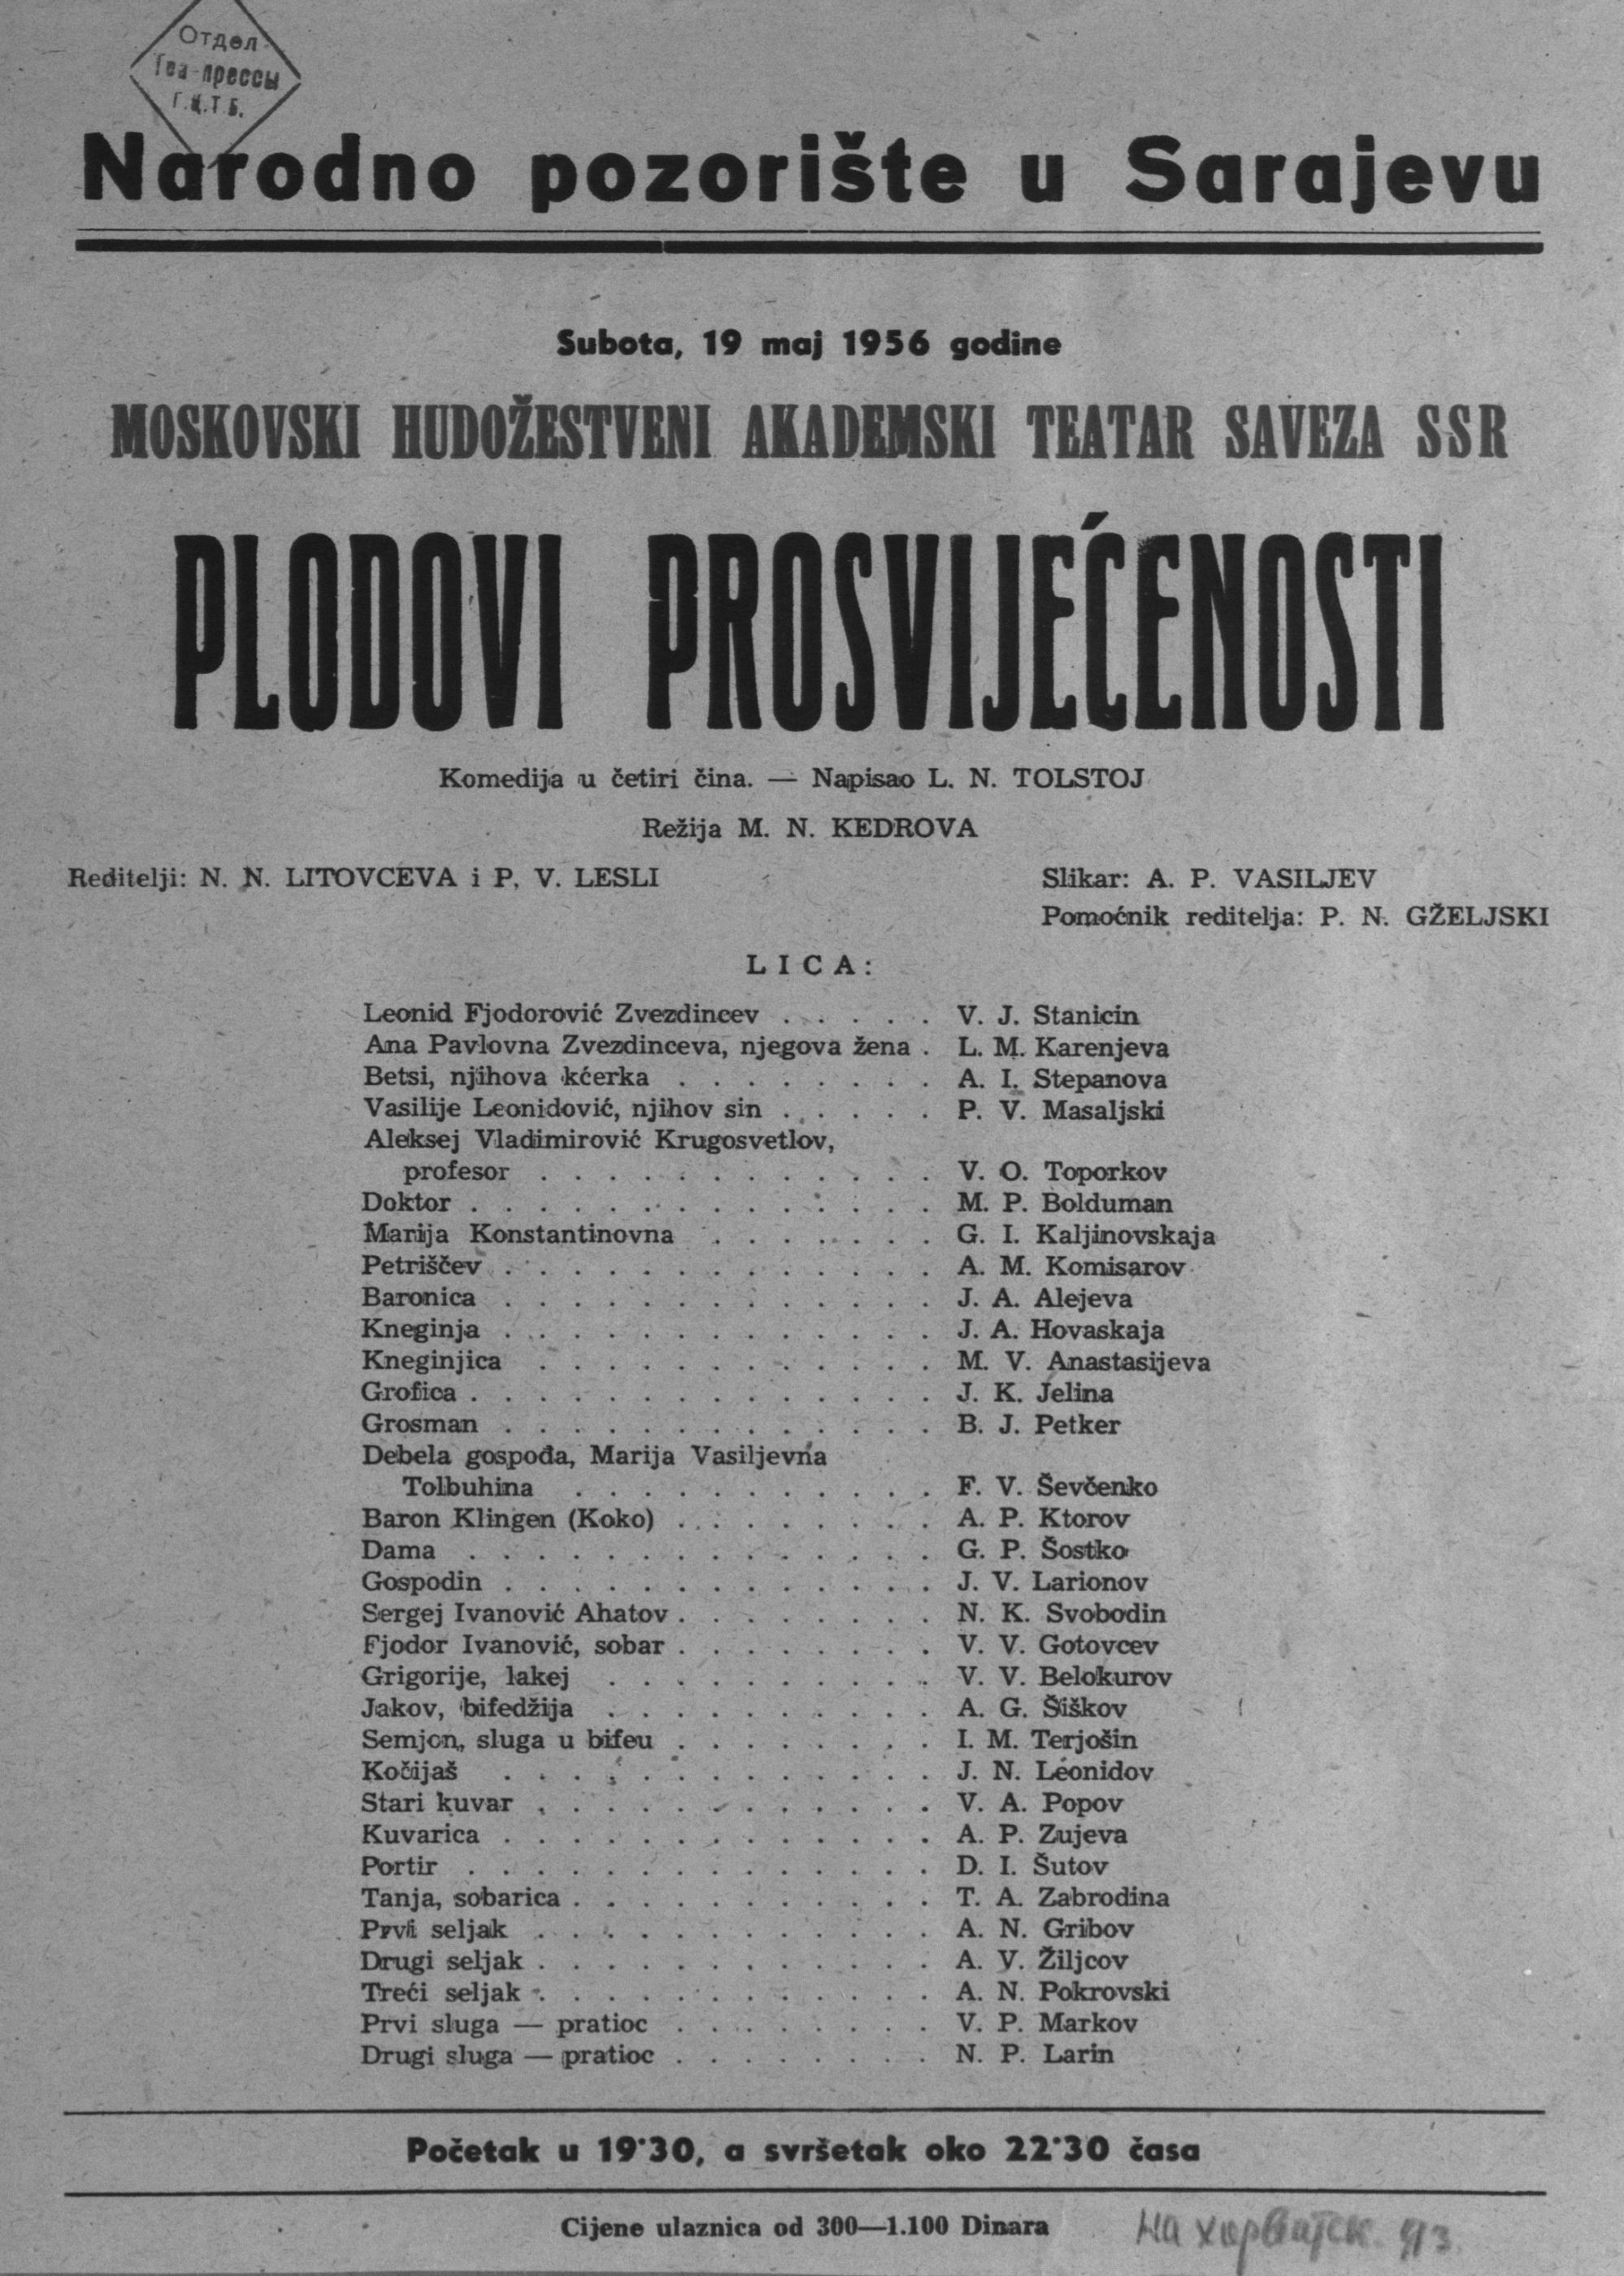 Отдел
Теа-прессы
Г.Ц.Т.Б.
Narodno pozorište u Sarajevu
Subota, 19 maj 1956 godine
MOSKOVSKI HUDOŽESTVENI AKADEMSKI TEATAR SAVEZA SSR
PLODOVI PROSVIJEĆENOSTI
Komedija u četiri čina. — Napisao L. N. TOLSTOJ
Režija M. N. KEDROVA
Reditelji: N. N. LITOVCEVA i P. V. LESLI
Slikar: A. P. VASILJEV
Pomoćnik reditelja: P. N. GŽELJSKI
LICA:
Leonid Fjodorović Zvezdincev . . . . . V. J. Stanicin
Ana Pavlovna Zvezdinceva, njegova žena . L. M. Karenjeva
Betsi, njihova kćerka . . . . . . . . A. I. Stepanova
Vasilije Leonidović, njihov sin . . . . . P. V. Masaljski
Aleksej Vladimirović Krugosvetlov,
profesor . . . . . . . . . . . . V. O. Toporkov
Doktor . . . . . . . . . . . . . . M. P. Bolduman
Marija Konstantinovna . . . . . . . G. I. Kaljinovskaja
Petriščev . . . . . . . . . . . . . A. M. Komisarov
Baronica . . . . . . . . . . . . . J. A. Alejeva
Kneginja . . . . . . . . . . . . . J. A. Hovaskaja
Kneginjica . . . . . . . . . . . . M. V. Anastasijeva
Grofica . . . . . . . . . . . . . . J. K. Jelina
Grosman . . . . . . . . . . . . . B. J. Petker
Debela gospođa, Marija Vasiljevna
Tolbuhina . . . . . . . . . . . F. V. Ševčenko
Baron Klingen (Koko) . . . . . . . . A. P. Ktorov
Dama . . . . . . . . . . . . . . G. P. Šostko
Gospodin . . . . . . . . . . . . . J. V. Larionov
Sergej Ivanović Ahatov . . . . . . . . N. K. Svobodin
Fjodor Ivanović, sobar . . . . . . . . V. V. Gotovcev
Grigorije, lakej . . . . . . . . . . V. V. Belokurov
Jakov, bifedžija . . . . . . . . . . A. G. Šiškov
Semjon, sluga u bifeu . . . . . . . . I. M. Terjošin
Kočijaš . . . . . . . . . . . . . J. N. Leonidov
Stari kuvar . . . . . . . . . . . . V. A. Popov
Kuvarica . . . . . . . . . . . . . A. P. Zujeva
Portir . . . . . . . . . . . . . . D. I. Šutov
Tanja, sobarica . . . . . . . . . . . T. A. Zabrodina
Prvi seljak . . . . . . . . . . . . A. N. Gribov
Drugi seljak . . . . . . . . . . . . A. V. Žiljcov
Treći seljak . . . . . . . . . . . . A. N. Pokrovski
Prvi sluga — pratioc . . . . . . . . V. P. Markov
Drugi sluga — pratioc . . . . . . . . N. P. Larin
Početak u 19·30, a svršetak oko 22·30 časa
Cijene ulaznica od 300—1.100 Dinara
На хорватск. яз.